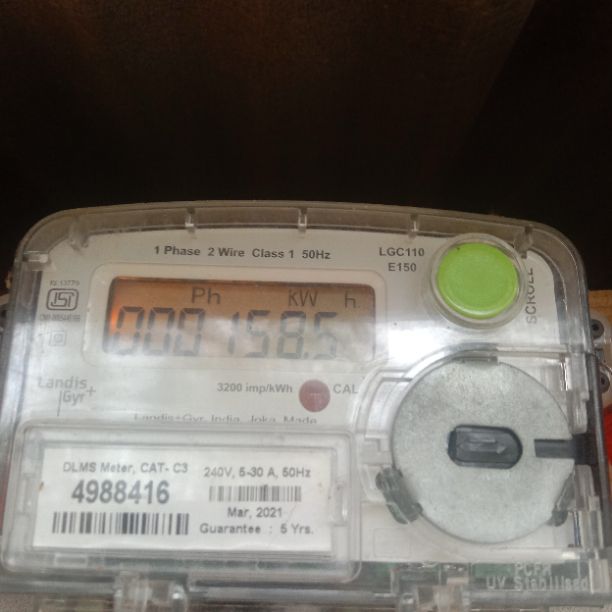 1 Phase 2 Wire Class 1 50Hz
LGC110
E150
SCROLL
Ph kW h
000158.5
Landis+
Gyr
3200 imp/kWh CAL
Landis+Gyr, India, Joka, Made
DLMS Meter, CAT- C3
4988416
240V, 5-30 A, 50Hz
Mar, 2021
Guarantee : 5 Yrs.
UV Stabilised